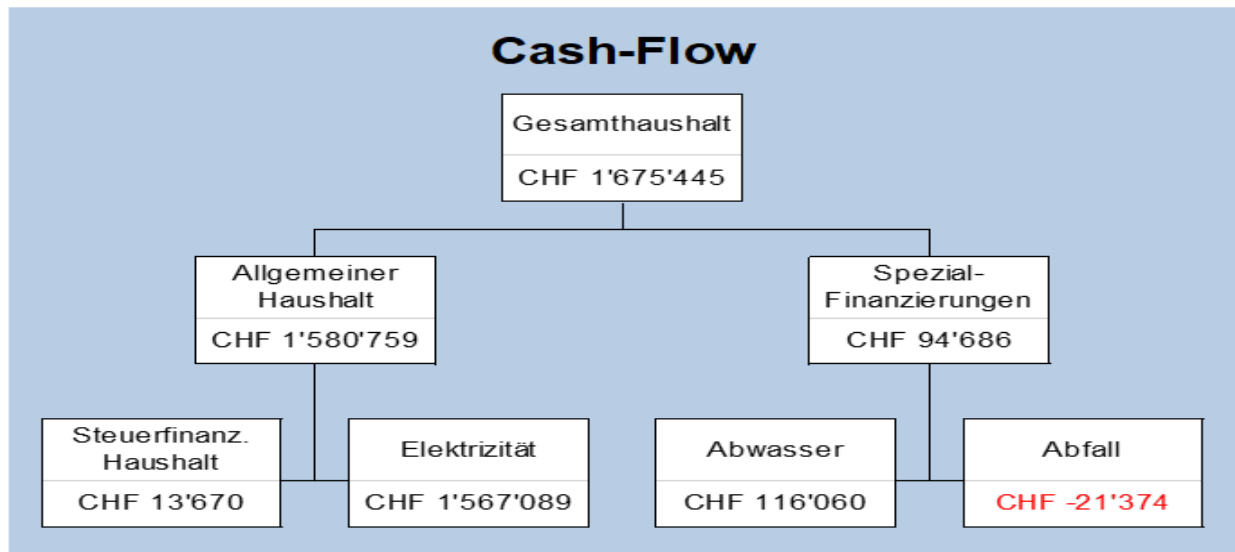 Cash-Flow
Gesamthaushalt
CHF 1'675'445
Allgemeiner
Haushalt
CHF 1'580'759
Spezial-
Finanzierungen
CHF 94'686
Steuerfinanz.
Haushalt
CHF 13'670
Elektrizität
CHF 1'567'089
Abwasser
CHF 116'060
Abfall
CHF -21'374